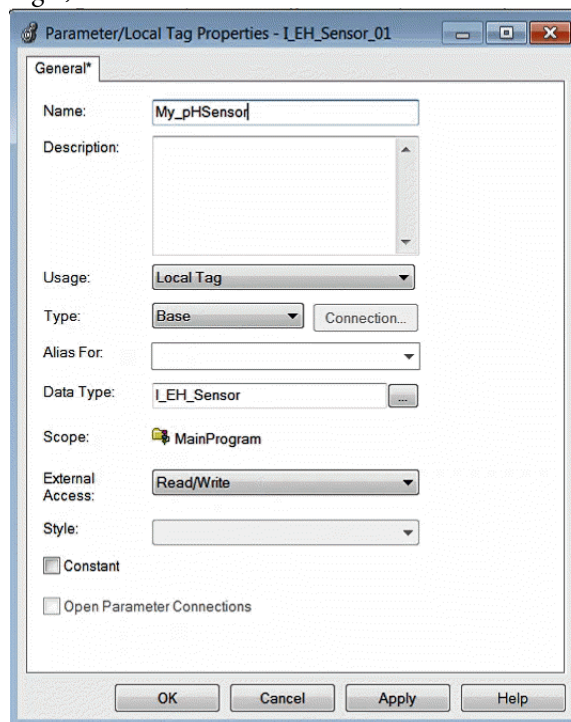 Parameter/Local Tag Properties - I_EH_Sensor_01
General*
Name: My_pHSensor
Description:
Usage: Local Tag
Type: Base Connection...
Alias For:
Data Type: I_EH_Sensor ...
Scope: MainProgram
External Access: Read/Write
Style:
Constant
Open Parameter Connections
OK Cancel Apply Help